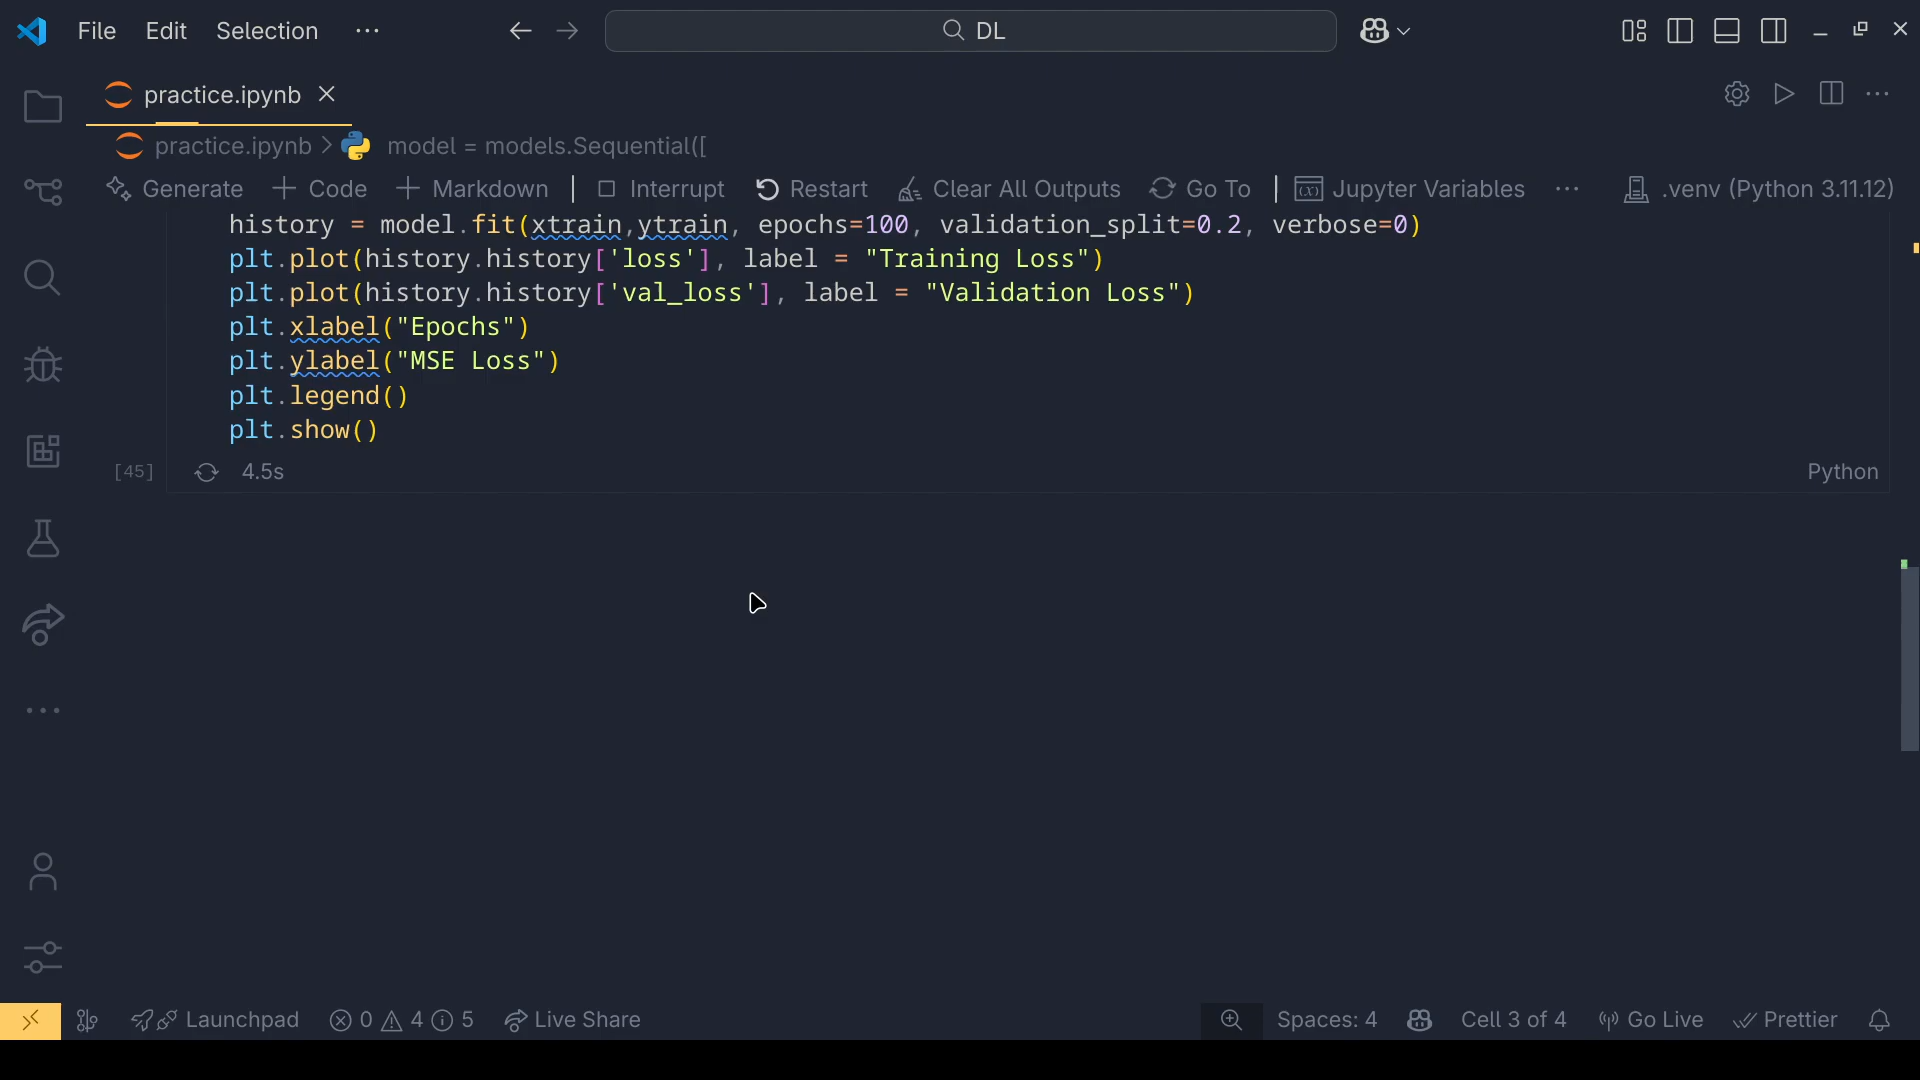 File Edit Selection ··· DL
practice.ipynb
practice.ipynb > model = models.Sequential([
Generate + Code + Markdown | Interrupt Restart Clear All Outputs Go To | Jupyter Variables ··· .venv (Python 3.11.12)
history = model.fit(xtrain,ytrain, epochs=100, validation_split=0.2, verbose=0)
plt.plot(history.history['loss'], label = "Training Loss")
plt.plot(history.history['val_loss'], label = "Validation Loss")
plt.xlabel("Epochs")
plt.ylabel("MSE Loss")
plt.legend()
plt.show()
[45] 4.5s Python
Launchpad 0 4 5 Live Share Spaces: 4 Cell 3 of 4 Go Live Prettier